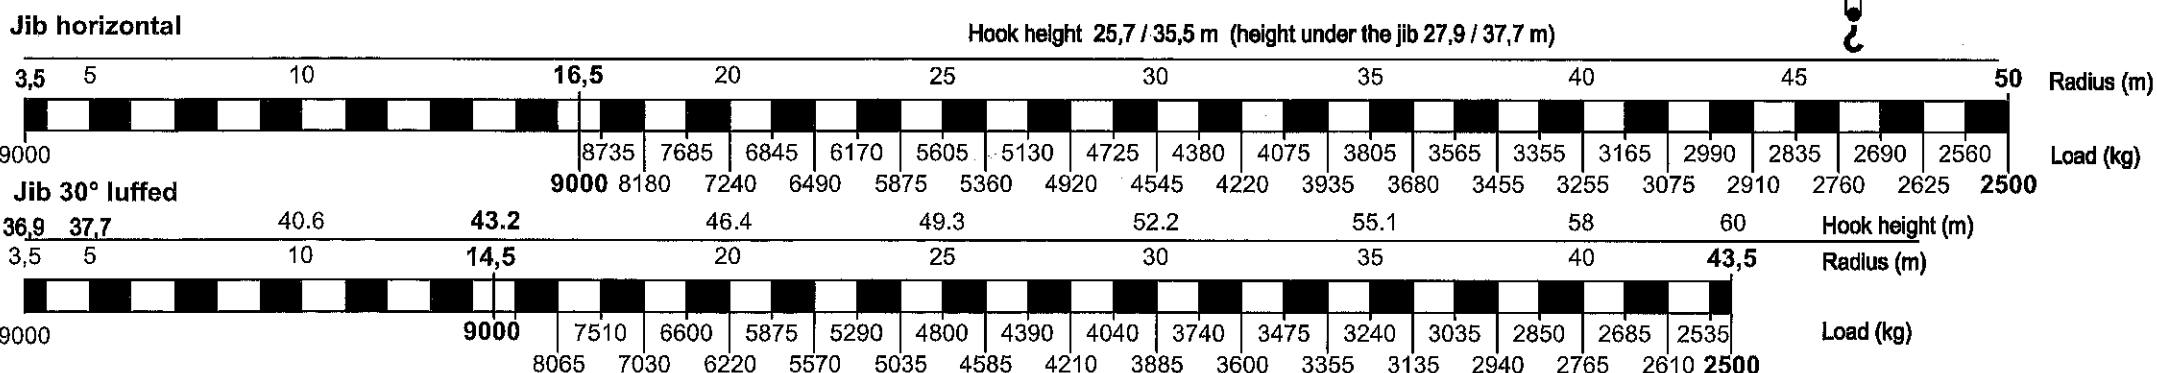 Jib horizontal
Hook height 25,7 / 35,5 m (height under the jib 27,9 / 37,7 m)
3,5 5 10 16,5 20 25 30 35 40 45 50 Radius (m)
9000 8735 7685 6845 6170 5605 5130 4725 4380 4075 3805 3565 3355 3165 2990 2835 2690 2560 Load (kg)
9000 8180 7240 6490 5875 5360 4920 4545 4220 3935 3680 3455 3255 3075 2910 2760 2625 2500
Jib 30° luffed
36,9 37,7 40.6 43.2 46.4 49.3 52.2 55.1 58 60 Hook height (m)
3,5 5 10 14,5 20 25 30 35 40 43,5 Radius (m)
9000 9000 7510 6600 5875 5290 4800 4390 4040 3740 3475 3240 3035 2850 2685 2535 Load (kg)
8065 7030 6220 5570 5035 4585 4210 3885 3600 3355 3135 2940 2765 2610 2500